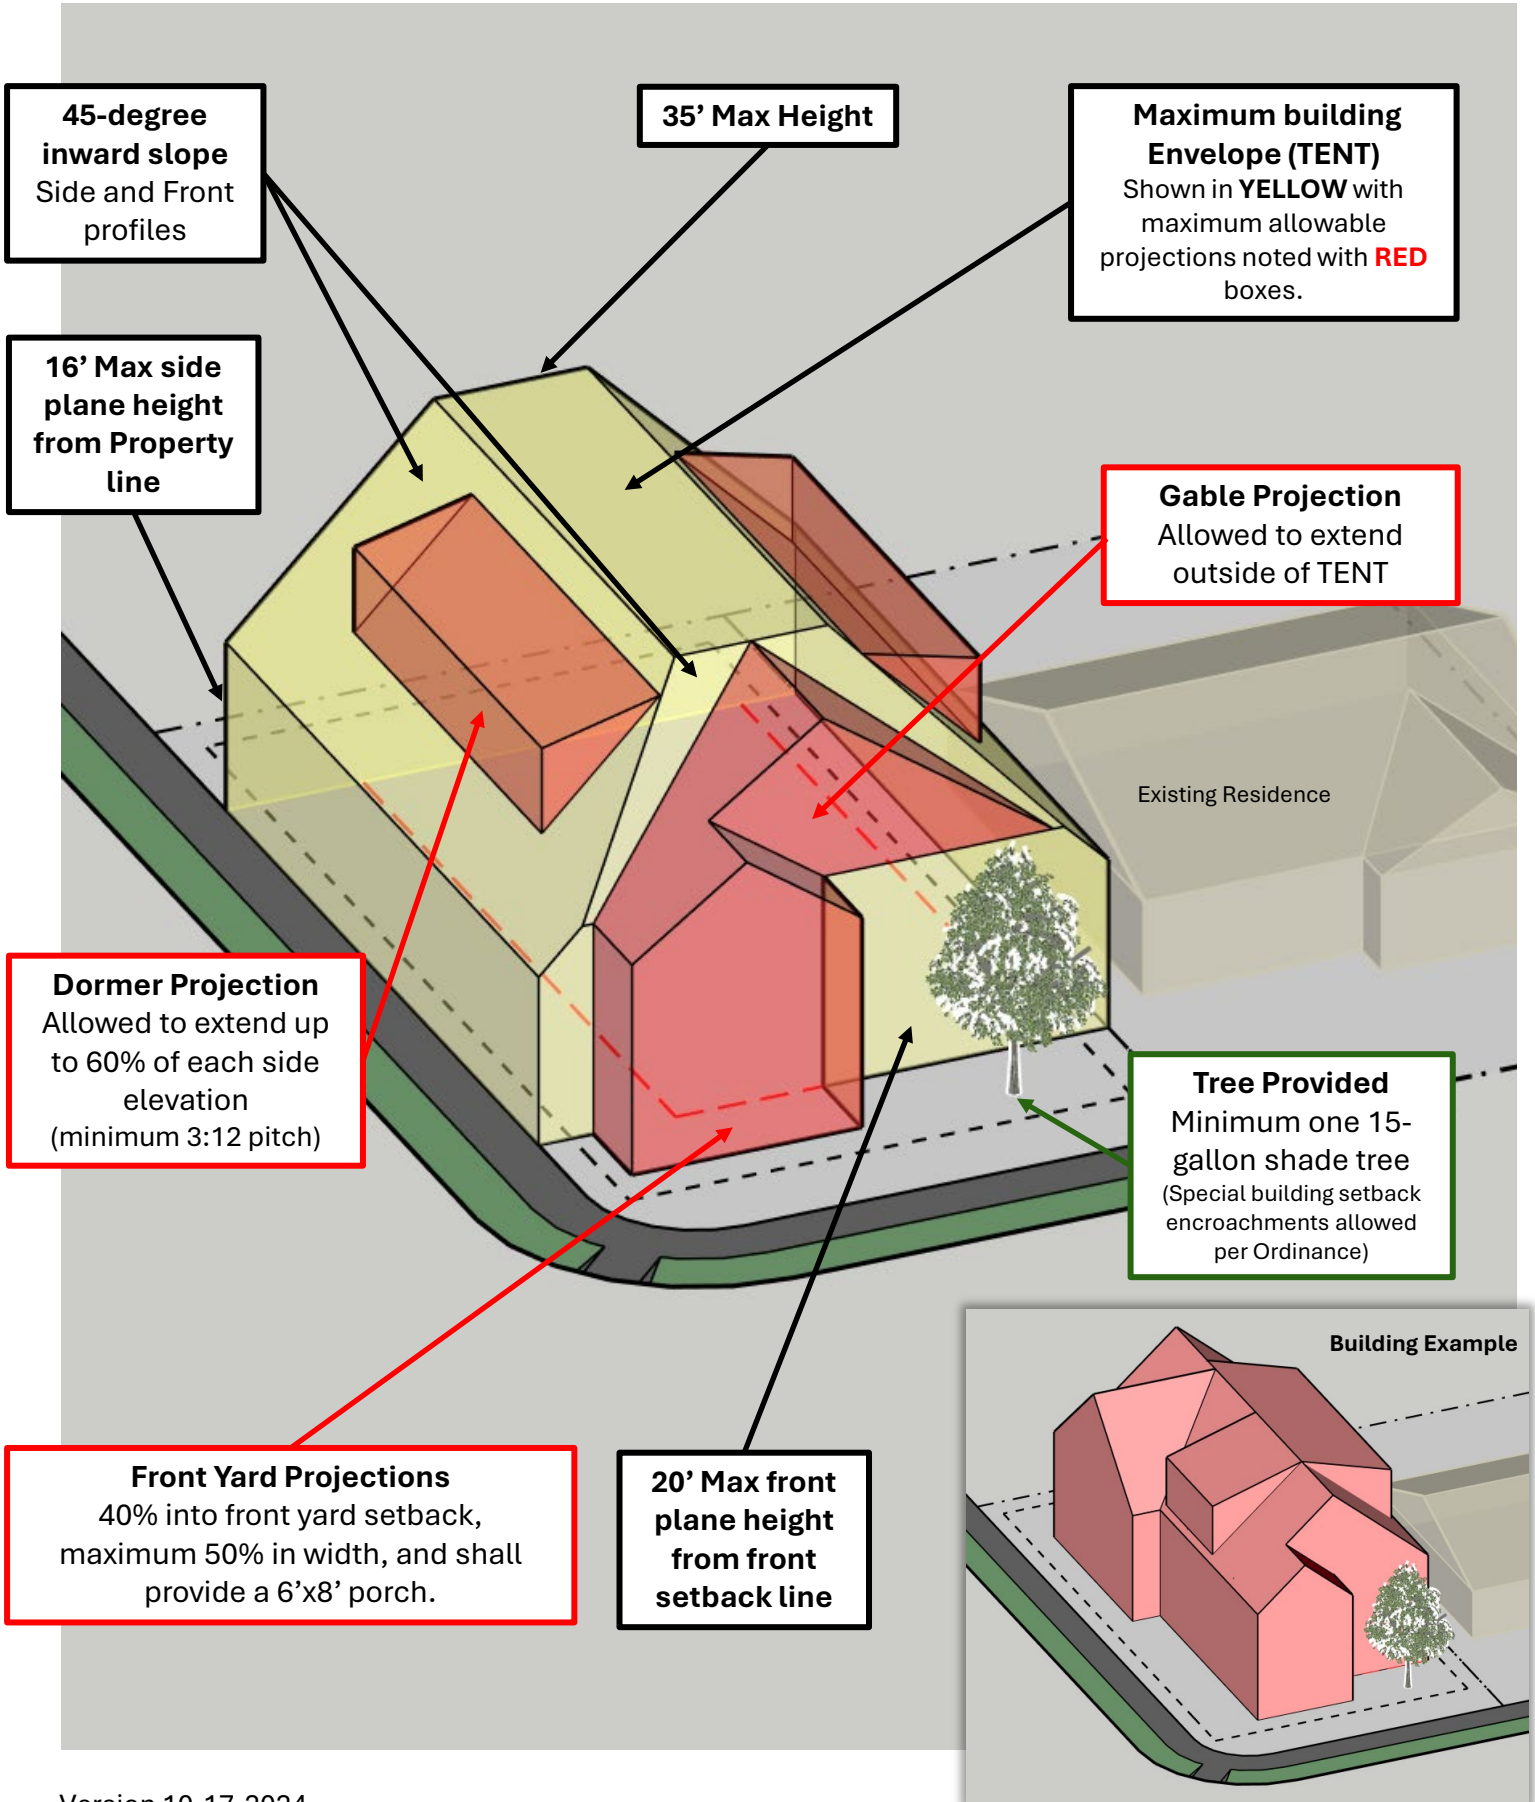 45-degree
inward slope
Side and Front
profiles
35’ Max Height
Maximum building
Envelope (TENT)
Shown in YELLOW with
maximum allowable
projections noted with RED
boxes.
16’ Max side
plane height
from Property
line
Gable Projection
Allowed to extend
outside of TENT
Existing Residence
Dormer Projection
Allowed to extend up
to 60% of each side
elevation
(minimum 3:12 pitch)
Tree Provided
Minimum one 15-
gallon shade tree
(Special building setback
encroachments allowed
per Ordinance)
Building Example
Front Yard Projections
40% into front yard setback,
maximum 50% in width, and shall
provide a 6’x8’ porch.
20’ Max front
plane height
from front
setback line
Version 10-17-2024